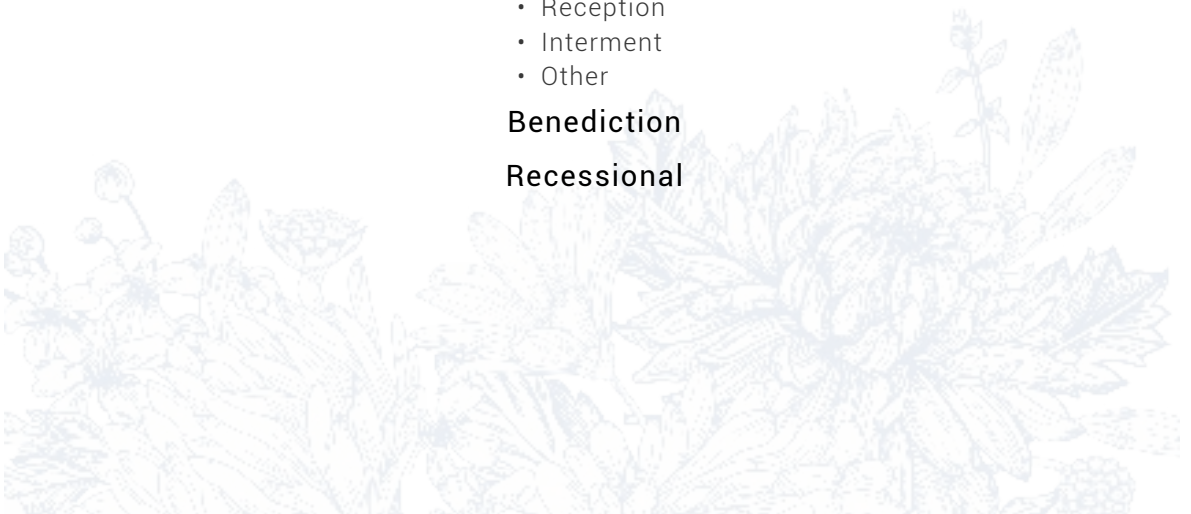 • Reception
• Interment
• Other
Benediction
Recessional